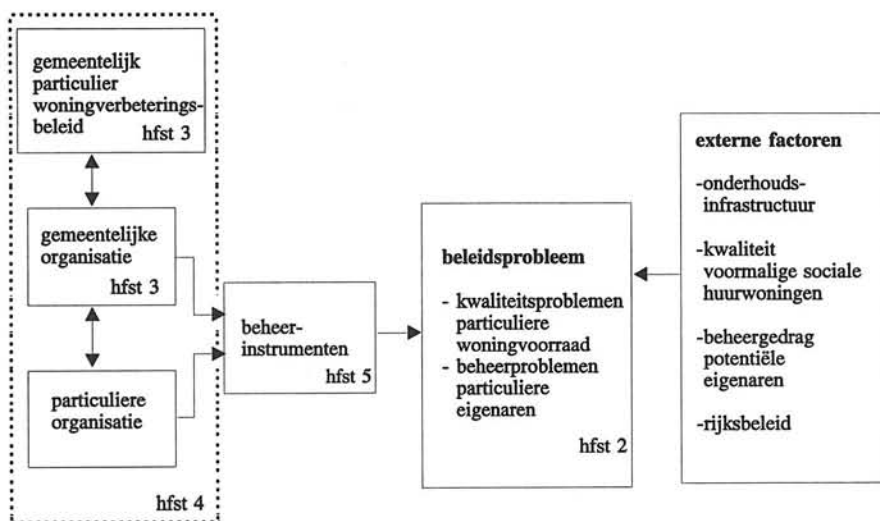 gemeentelijk
particulier
woningverbeterings-
beleid
hfst 3
gemeentelijke
organisatie
hfst 3
particuliere
organisatie
hfst 4
beheer-
instrumenten
hfst 5
beleidsprobleem
- kwaliteitsproblemen
particuliere
woningvoorraad
- beheerproblemen
particuliere
eigenaren
hfst 2
externe factoren
-onderhouds-
infrastructuur
-kwaliteit
voormalige sociale
huurwoningen
-beheergedrag
potentiële
eigenaren
-rijksbeleid